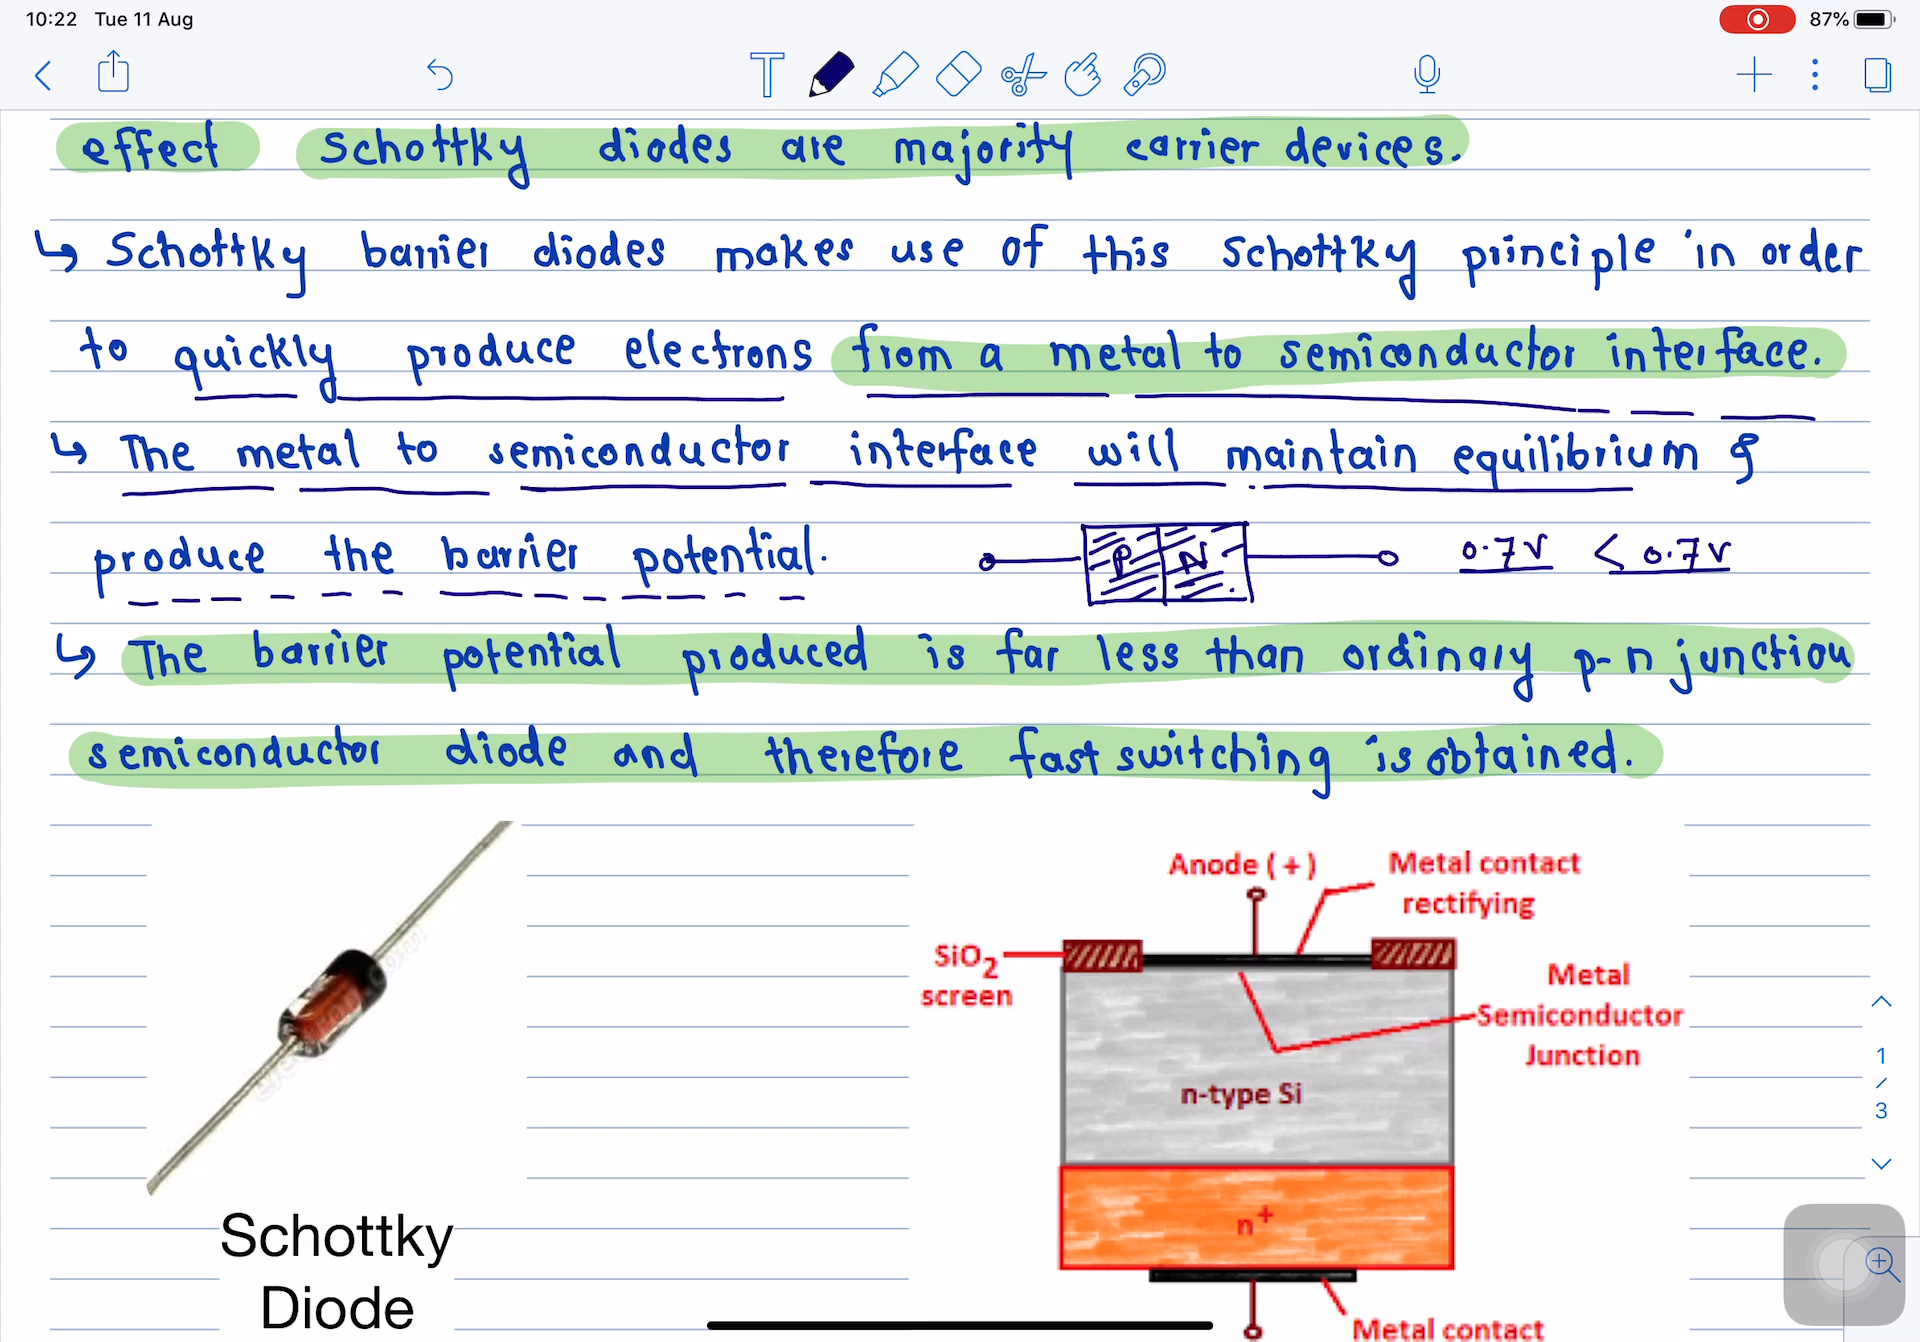 10:22 Tue 11 Aug
87%
effect Schottky diodes are majority carrier devices.
↳ Schottky barrier diodes makes use of this Schottky principle in order
to quickly produce electrons from a metal to semiconductor interface.
↳ The metal to semiconductor interface will maintain equilibrium &
produce the barrier potential.
P N
0.7V < 0.7V
↳ The barrier potential produced is far less than ordinary p-n junction
semiconductor diode and therefore fast switching is obtained.
Anode (+)
Metal contact
rectifying
SiO₂
screen
Metal
Semiconductor
Junction
n-type Si
n⁺
Metal contact
Schottky
Diode
1
/
3